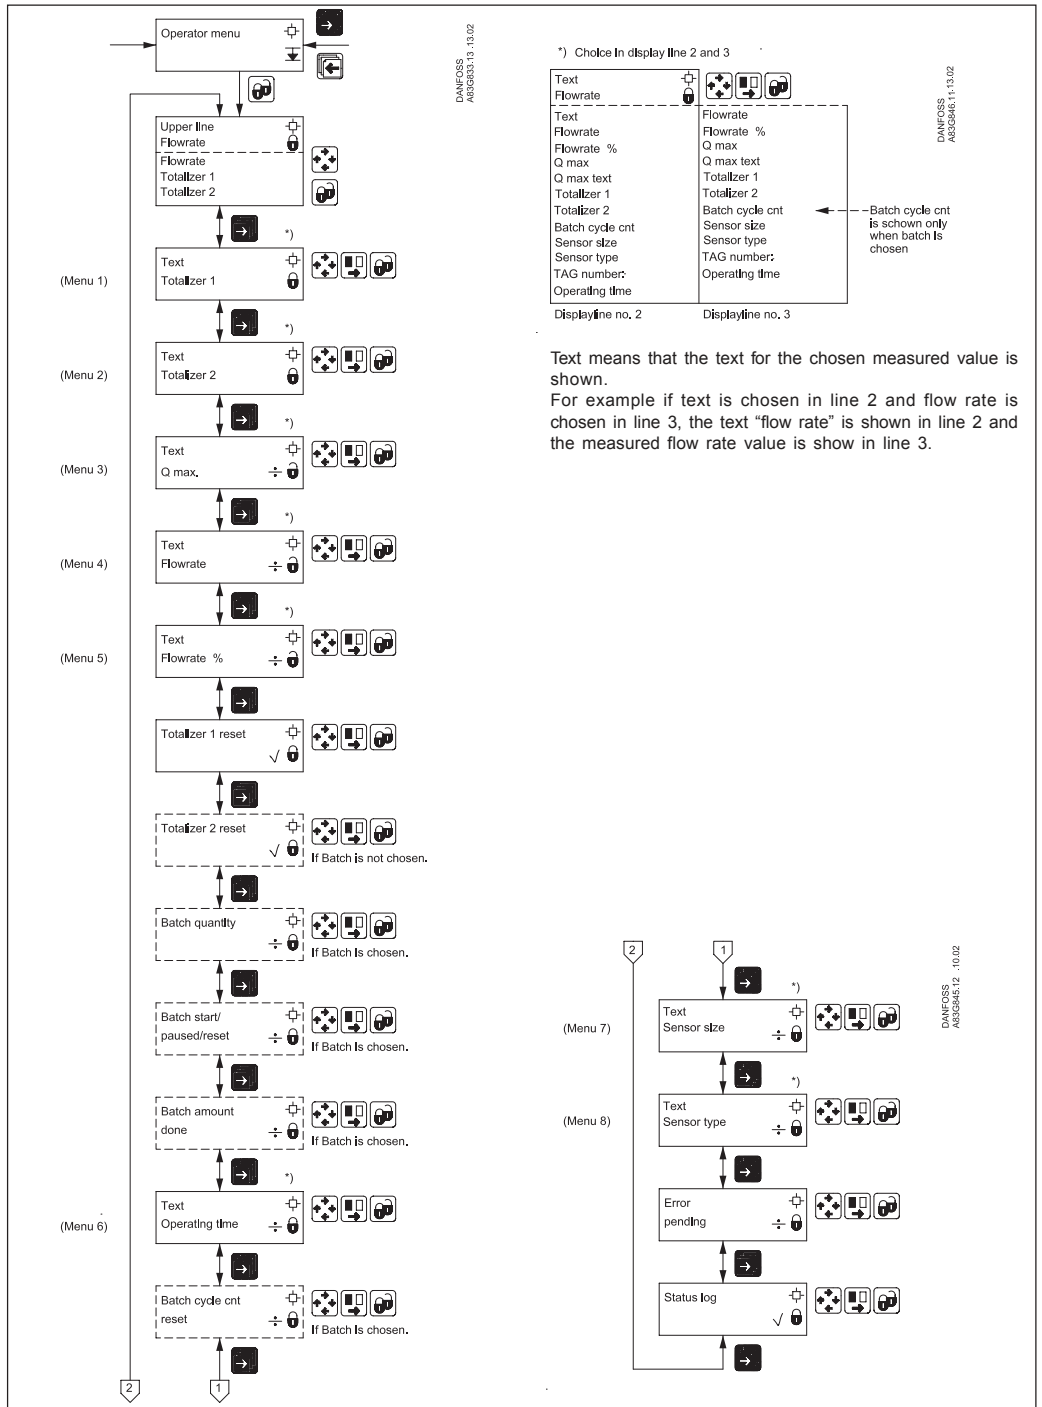 Operator menu
DANFOSS
A83G833.13 .13.02
Upper line
Flowrate
Flowrate
Totalizer 1
Totalizer 2
*)
(Menu 1)
Text
Totalizer 1
*)
(Menu 2)
Text
Totalizer 2
*)
(Menu 3)
Text
Q max.
*)
(Menu 4)
Text
Flowrate
*)
(Menu 5)
Text
Flowrate %
Totalizer 1 reset
Totalizer 2 reset
If Batch is not chosen.
Batch quantity
If Batch is chosen.
Batch start/
paused/reset
If Batch is chosen.
Batch amount
done
If Batch is chosen.
*)
(Menu 6)
Text
Operating time
Batch cycle cnt
reset
If Batch is chosen.
2
1
*) Choice in display line 2 and 3
Text
Flowrate
Text
Flowrate
Flowrate %
Q max
Q max text
Totalizer 1
Totalizer 2
Batch cycle cnt
Sensor size
Sensor type
TAG number:
Operating time
Displayline no. 2
Flowrate
Flowrate %
Q max
Q max text
Totalizer 1
Totalizer 2
Batch cycle cnt
Sensor size
Sensor type
TAG number:
Operating time
Displayline no. 3
Batch cycle cnt
is schown only
when batch is
chosen
DANFOSS
A83G846.11.13.02
Text means that the text for the chosen measured value is
shown.
For example if text is chosen in line 2 and flow rate is
chosen in line 3, the text “flow rate” is shown in line 2 and
the measured flow rate value is show in line 3.
2
1
DANFOSS
A83G845.12 .10.02
*)
(Menu 7)
Text
Sensor size
*)
(Menu 8)
Text
Sensor type
Error
pending
Status log